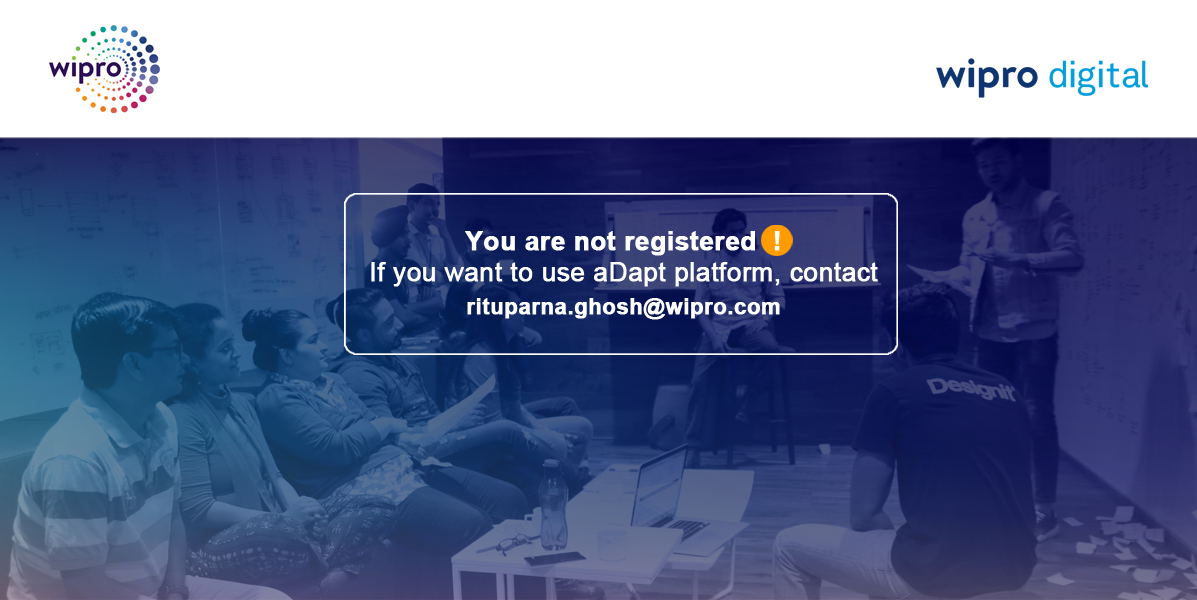 wipro
wipro digital
You are not registered !
If you want to use aDapt platform, contact
rituparna.ghosh@wipro.com
Designit